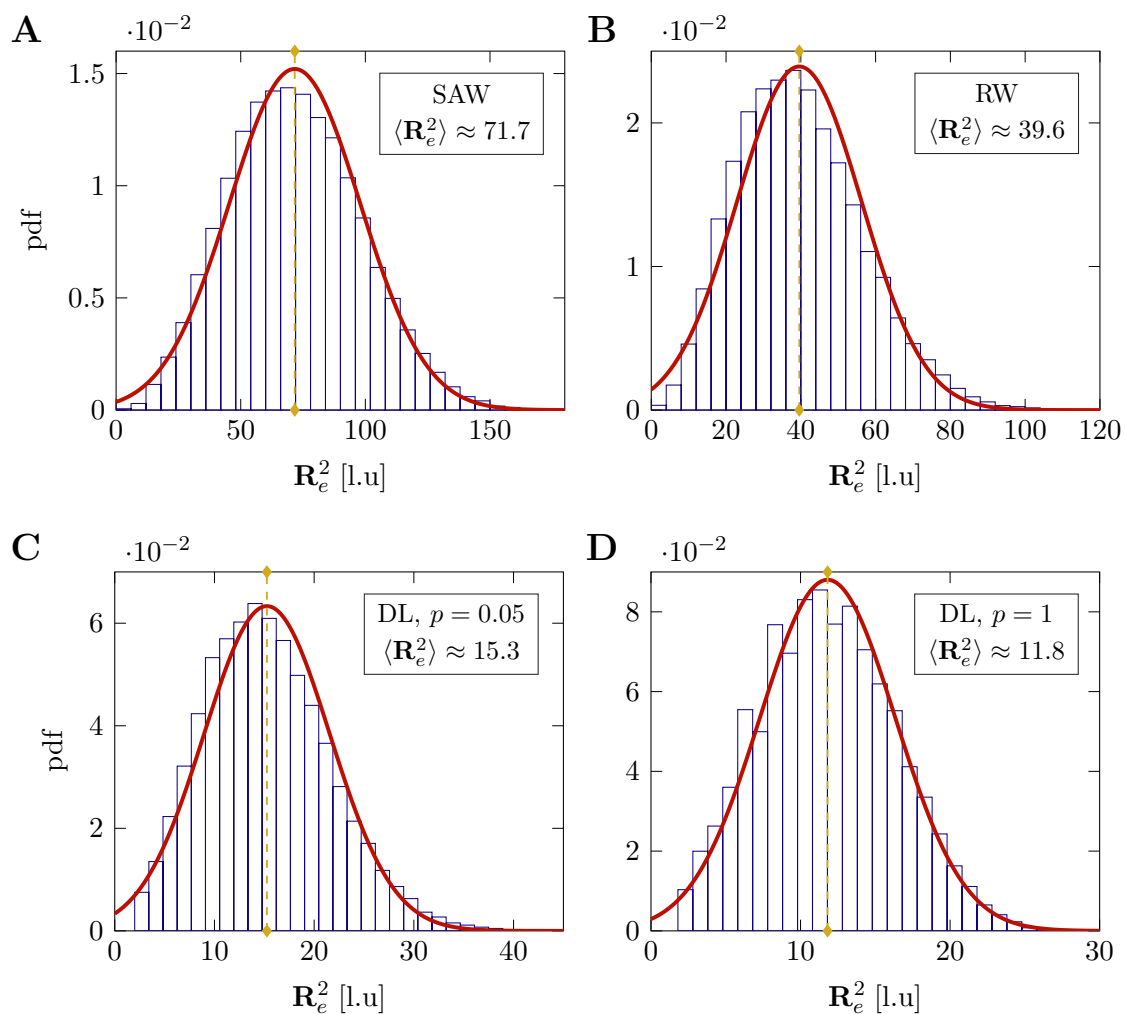 A
·10⁻²
1.5
1
0.5
0
pdf
SAW
⟨R²ₑ⟩ ≈ 71.7
0 50 100 150
R²ₑ [l.u]
B
·10⁻²
2
1
0
RW
⟨R²ₑ⟩ ≈ 39.6
0 20 40 60 80 100 120
R²ₑ [l.u]
C
·10⁻²
6
4
2
0
pdf
DL, p = 0.05
⟨R²ₑ⟩ ≈ 15.3
0 10 20 30 40
R²ₑ [l.u]
D
·10⁻²
8
6
4
2
0
DL, p = 1
⟨R²ₑ⟩ ≈ 11.8
0 10 20 30
R²ₑ [l.u]